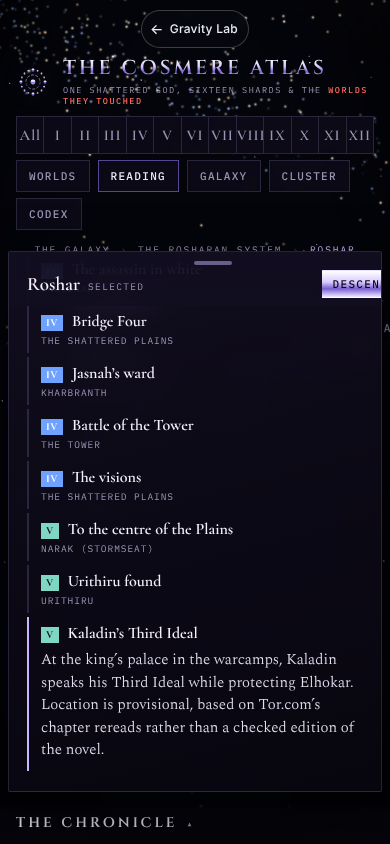 ← Gravity Lab
THE COSMERE ATLAS
ONE SHATTERED GOD, SIXTEEN SHARDS & THE WORLDS
THEY TOUCHED
All I II III IV V VI VII VIII IX X XI XII
WORLDS READING GALAXY CLUSTER
CODEX
THE GALAXY · THE ROSHARAN SYSTEM · ROSHAR
The assassin in white
Roshar SELECTED DESCEN
IV Bridge Four
THE SHATTERED PLAINS
IV Jasnah's ward
KHARBRANTH
IV Battle of the Tower
THE TOWER
IV The visions
THE SHATTERED PLAINS
V To the centre of the Plains
NARAK (STORMSEAT)
V Urithiru found
URITHIRU
V Kaladin's Third Ideal
At the king's palace in the warcamps, Kaladin
speaks his Third Ideal while protecting Elhokar.
Location is provisional, based on Tor.com's
chapter rereads rather than a checked edition of
the novel.
THE CHRONICLE ▴